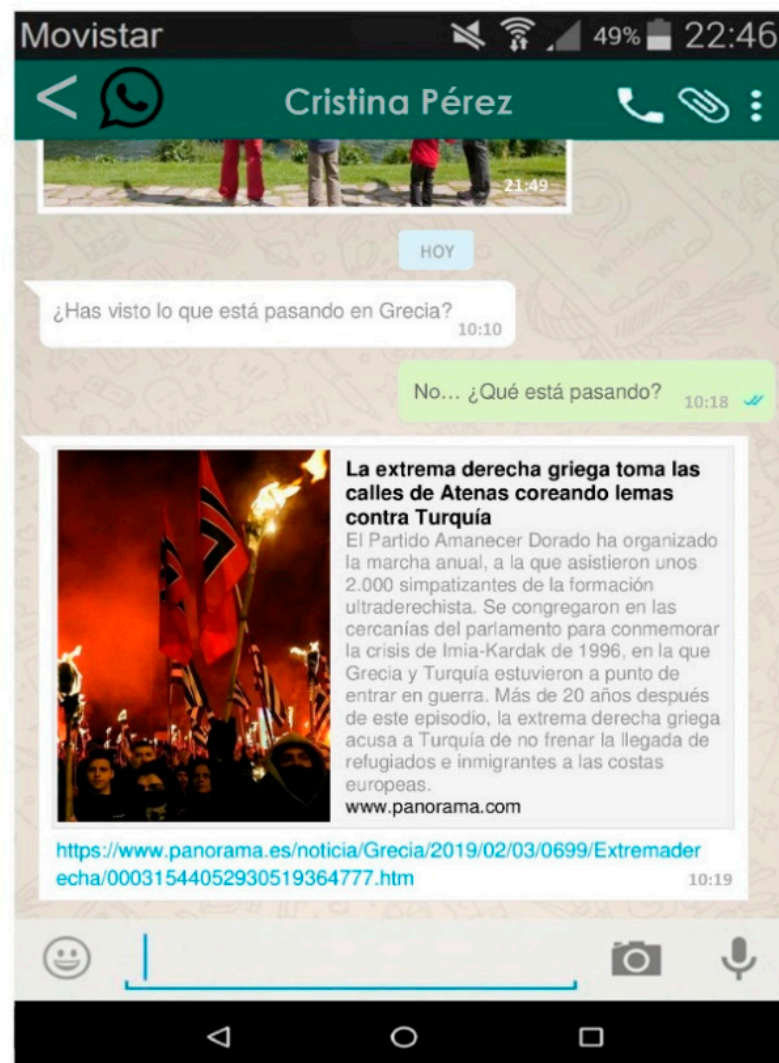 Movistar 49% 22:46
Cristina Pérez
21:49
HOY
¿Has visto lo que está pasando en Grecia?
10:10
No... ¿Qué está pasando? 10:18
La extrema derecha griega toma las
calles de Atenas coreando lemas
contra Turquía
El Partido Amanecer Dorado ha organizado
la marcha anual, a la que asistieron unos
2.000 simpatizantes de la formación
ultraderechista. Se congregaron en las
cercanías del parlamento para conmemorar
la crisis de Imia-Kardak de 1996, en la que
Grecia y Turquía estuvieron a punto de
entrar en guerra. Más de 20 años después
de este episodio, la extrema derecha griega
acusa a Turquía de no frenar la llegada de
refugiados e inmigrantes a las costas
europeas.
www.panorama.com
https://www.panorama.es/noticia/Grecia/2019/02/03/0699/Extremader
echa/00031544052930519364777.htm 10:19